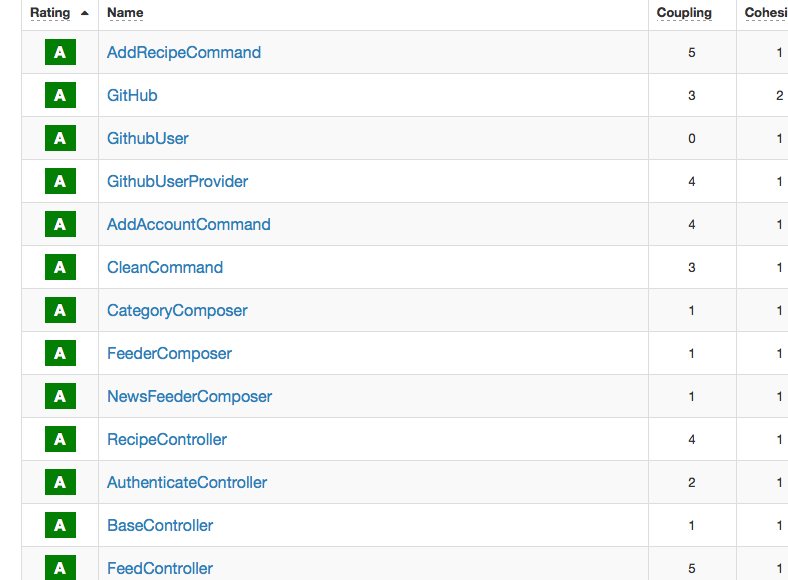 Rating Name Coupling Cohesi
A AddRecipeCommand 5 1
A GitHub 3 2
A GithubUser 0 1
A GithubUserProvider 4 1
A AddAccountCommand 4 1
A CleanCommand 3 1
A CategoryComposer 1 1
A FeederComposer 1 1
A NewsFeederComposer 1 1
A RecipeController 4 1
A AuthenticateController 2 1
A BaseController 1 1
A FeedController 5 1